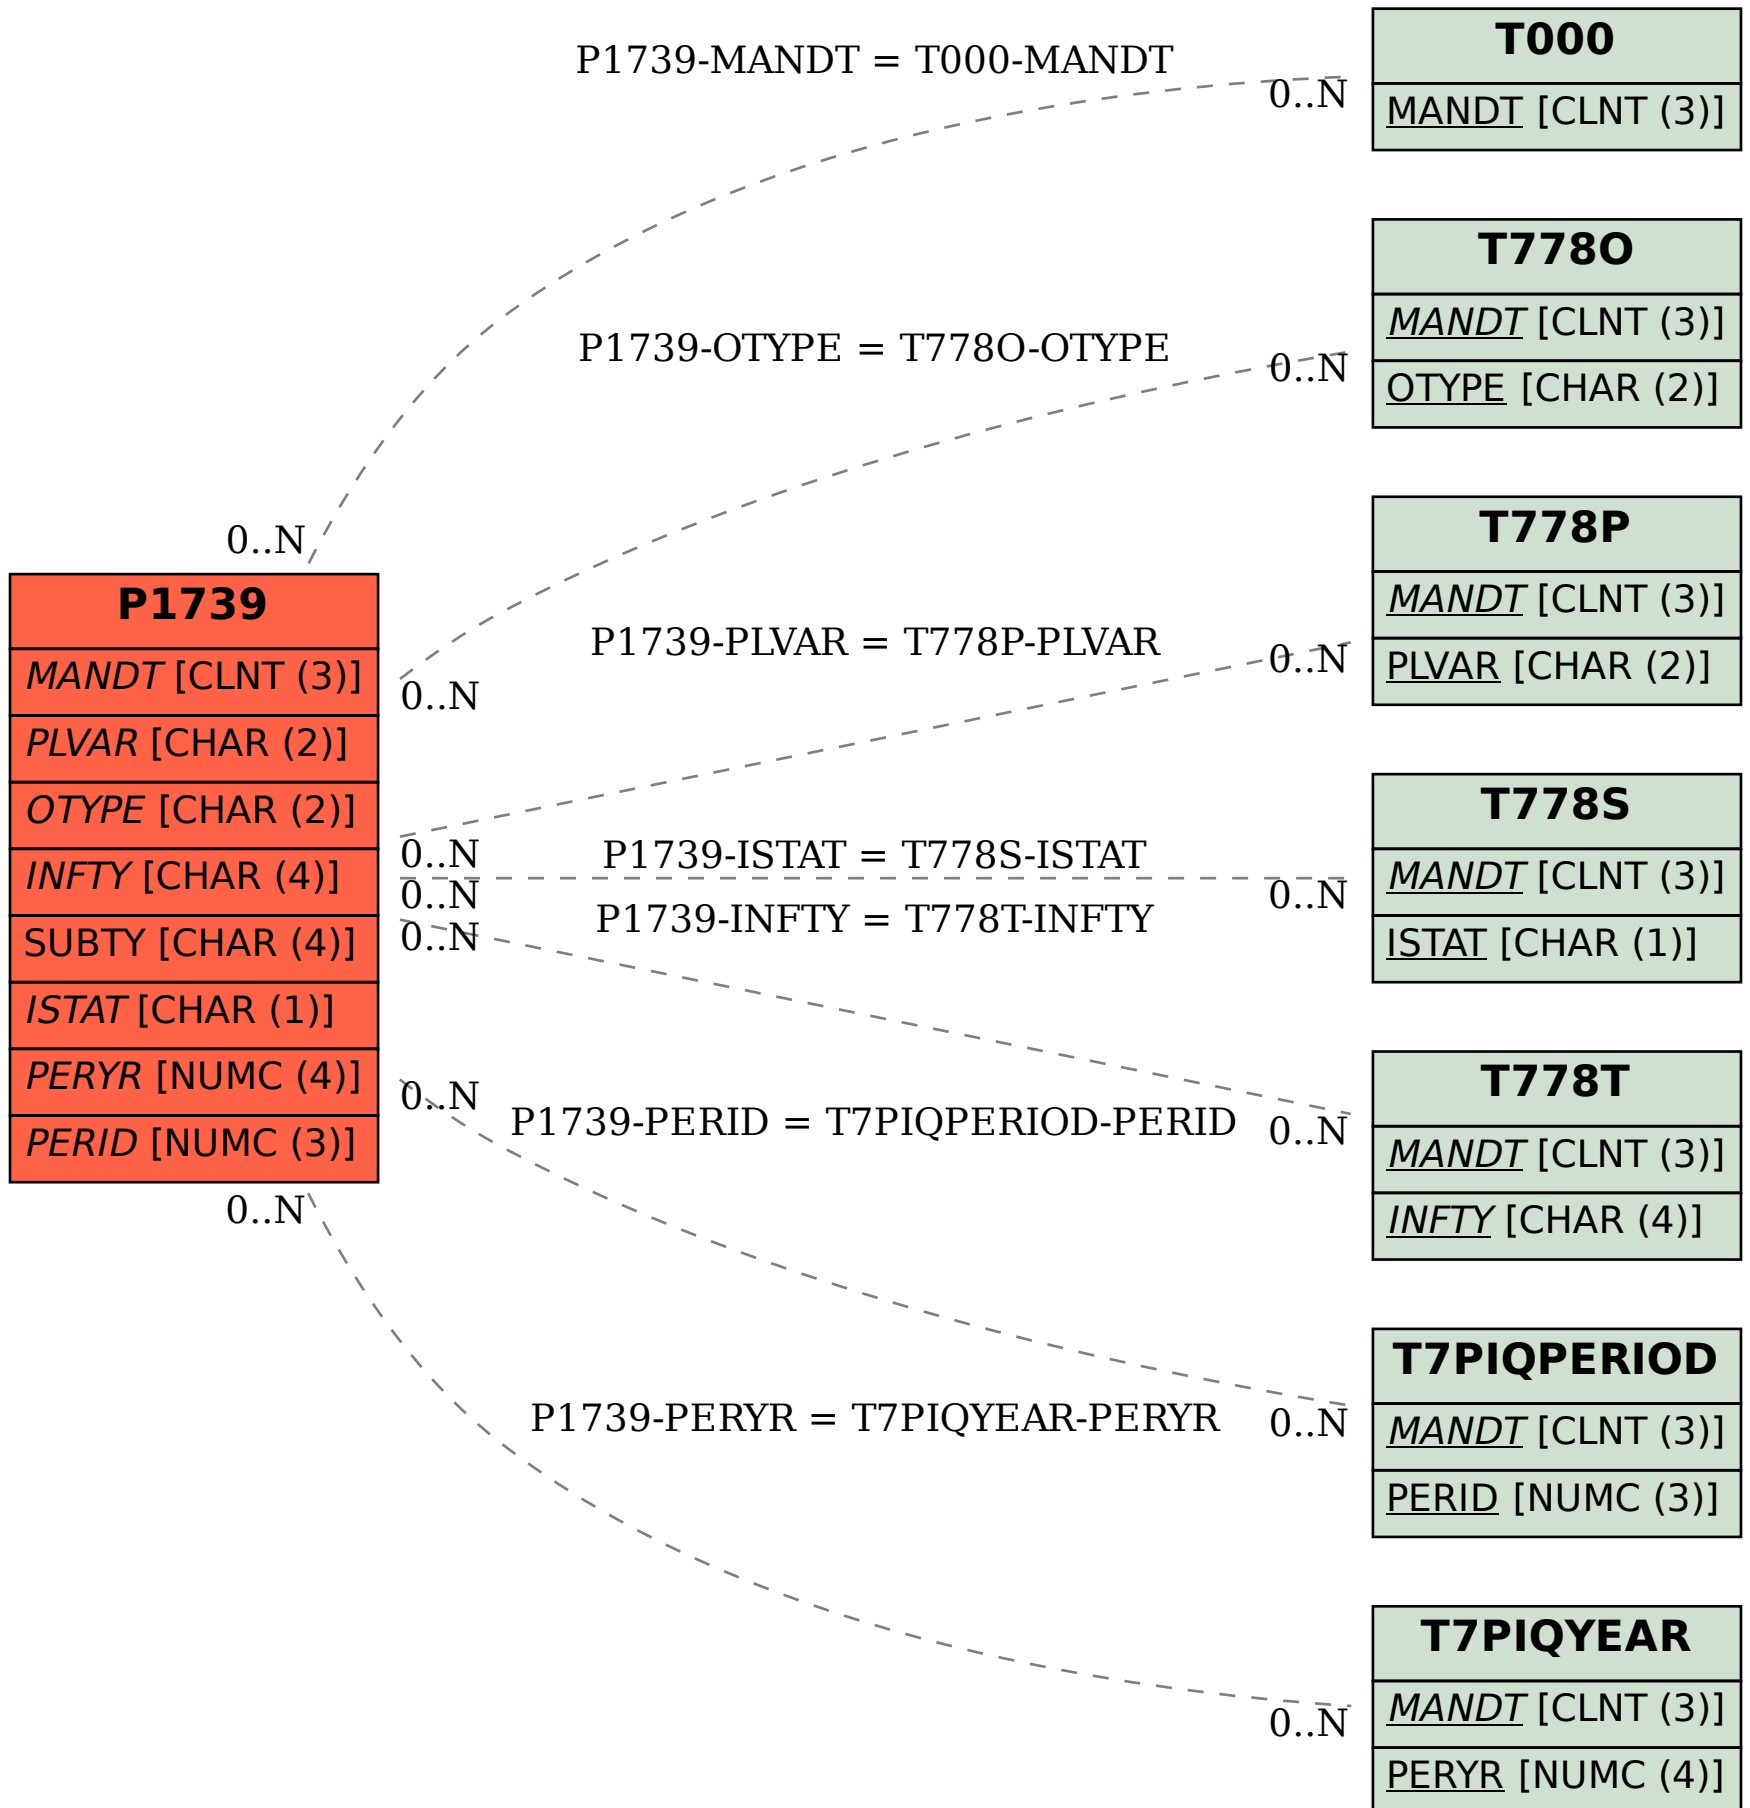 P1739-MANDT = T000-MANDT
0..N
0..N
P1739-OTYPE = T778O-OTYPE
0..N
0..N
P1739-PLVAR = T778P-PLVAR
0..N
0..N
P1739-ISTAT = T778S-ISTAT
0..N
0..N
P1739-INFTY = T778T-INFTY
0..N
0..N
P1739-PERID = T7PIQPERIOD-PERID
0..N
0..N
P1739-PERYR = T7PIQYEAR-PERYR
0..N
0..N
P1739
MANDT [CLNT (3)]
PLVAR [CHAR (2)]
OTYPE [CHAR (2)]
INFTY [CHAR (4)]
SUBTY [CHAR (4)]
ISTAT [CHAR (1)]
PERYR [NUMC (4)]
PERID [NUMC (3)]
T000
MANDT [CLNT (3)]
T778O
MANDT [CLNT (3)]
OTYPE [CHAR (2)]
T778P
MANDT [CLNT (3)]
PLVAR [CHAR (2)]
T778S
MANDT [CLNT (3)]
ISTAT [CHAR (1)]
T778T
MANDT [CLNT (3)]
INFTY [CHAR (4)]
T7PIQPERIOD
MANDT [CLNT (3)]
PERID [NUMC (3)]
T7PIQYEAR
MANDT [CLNT (3)]
PERYR [NUMC (4)]